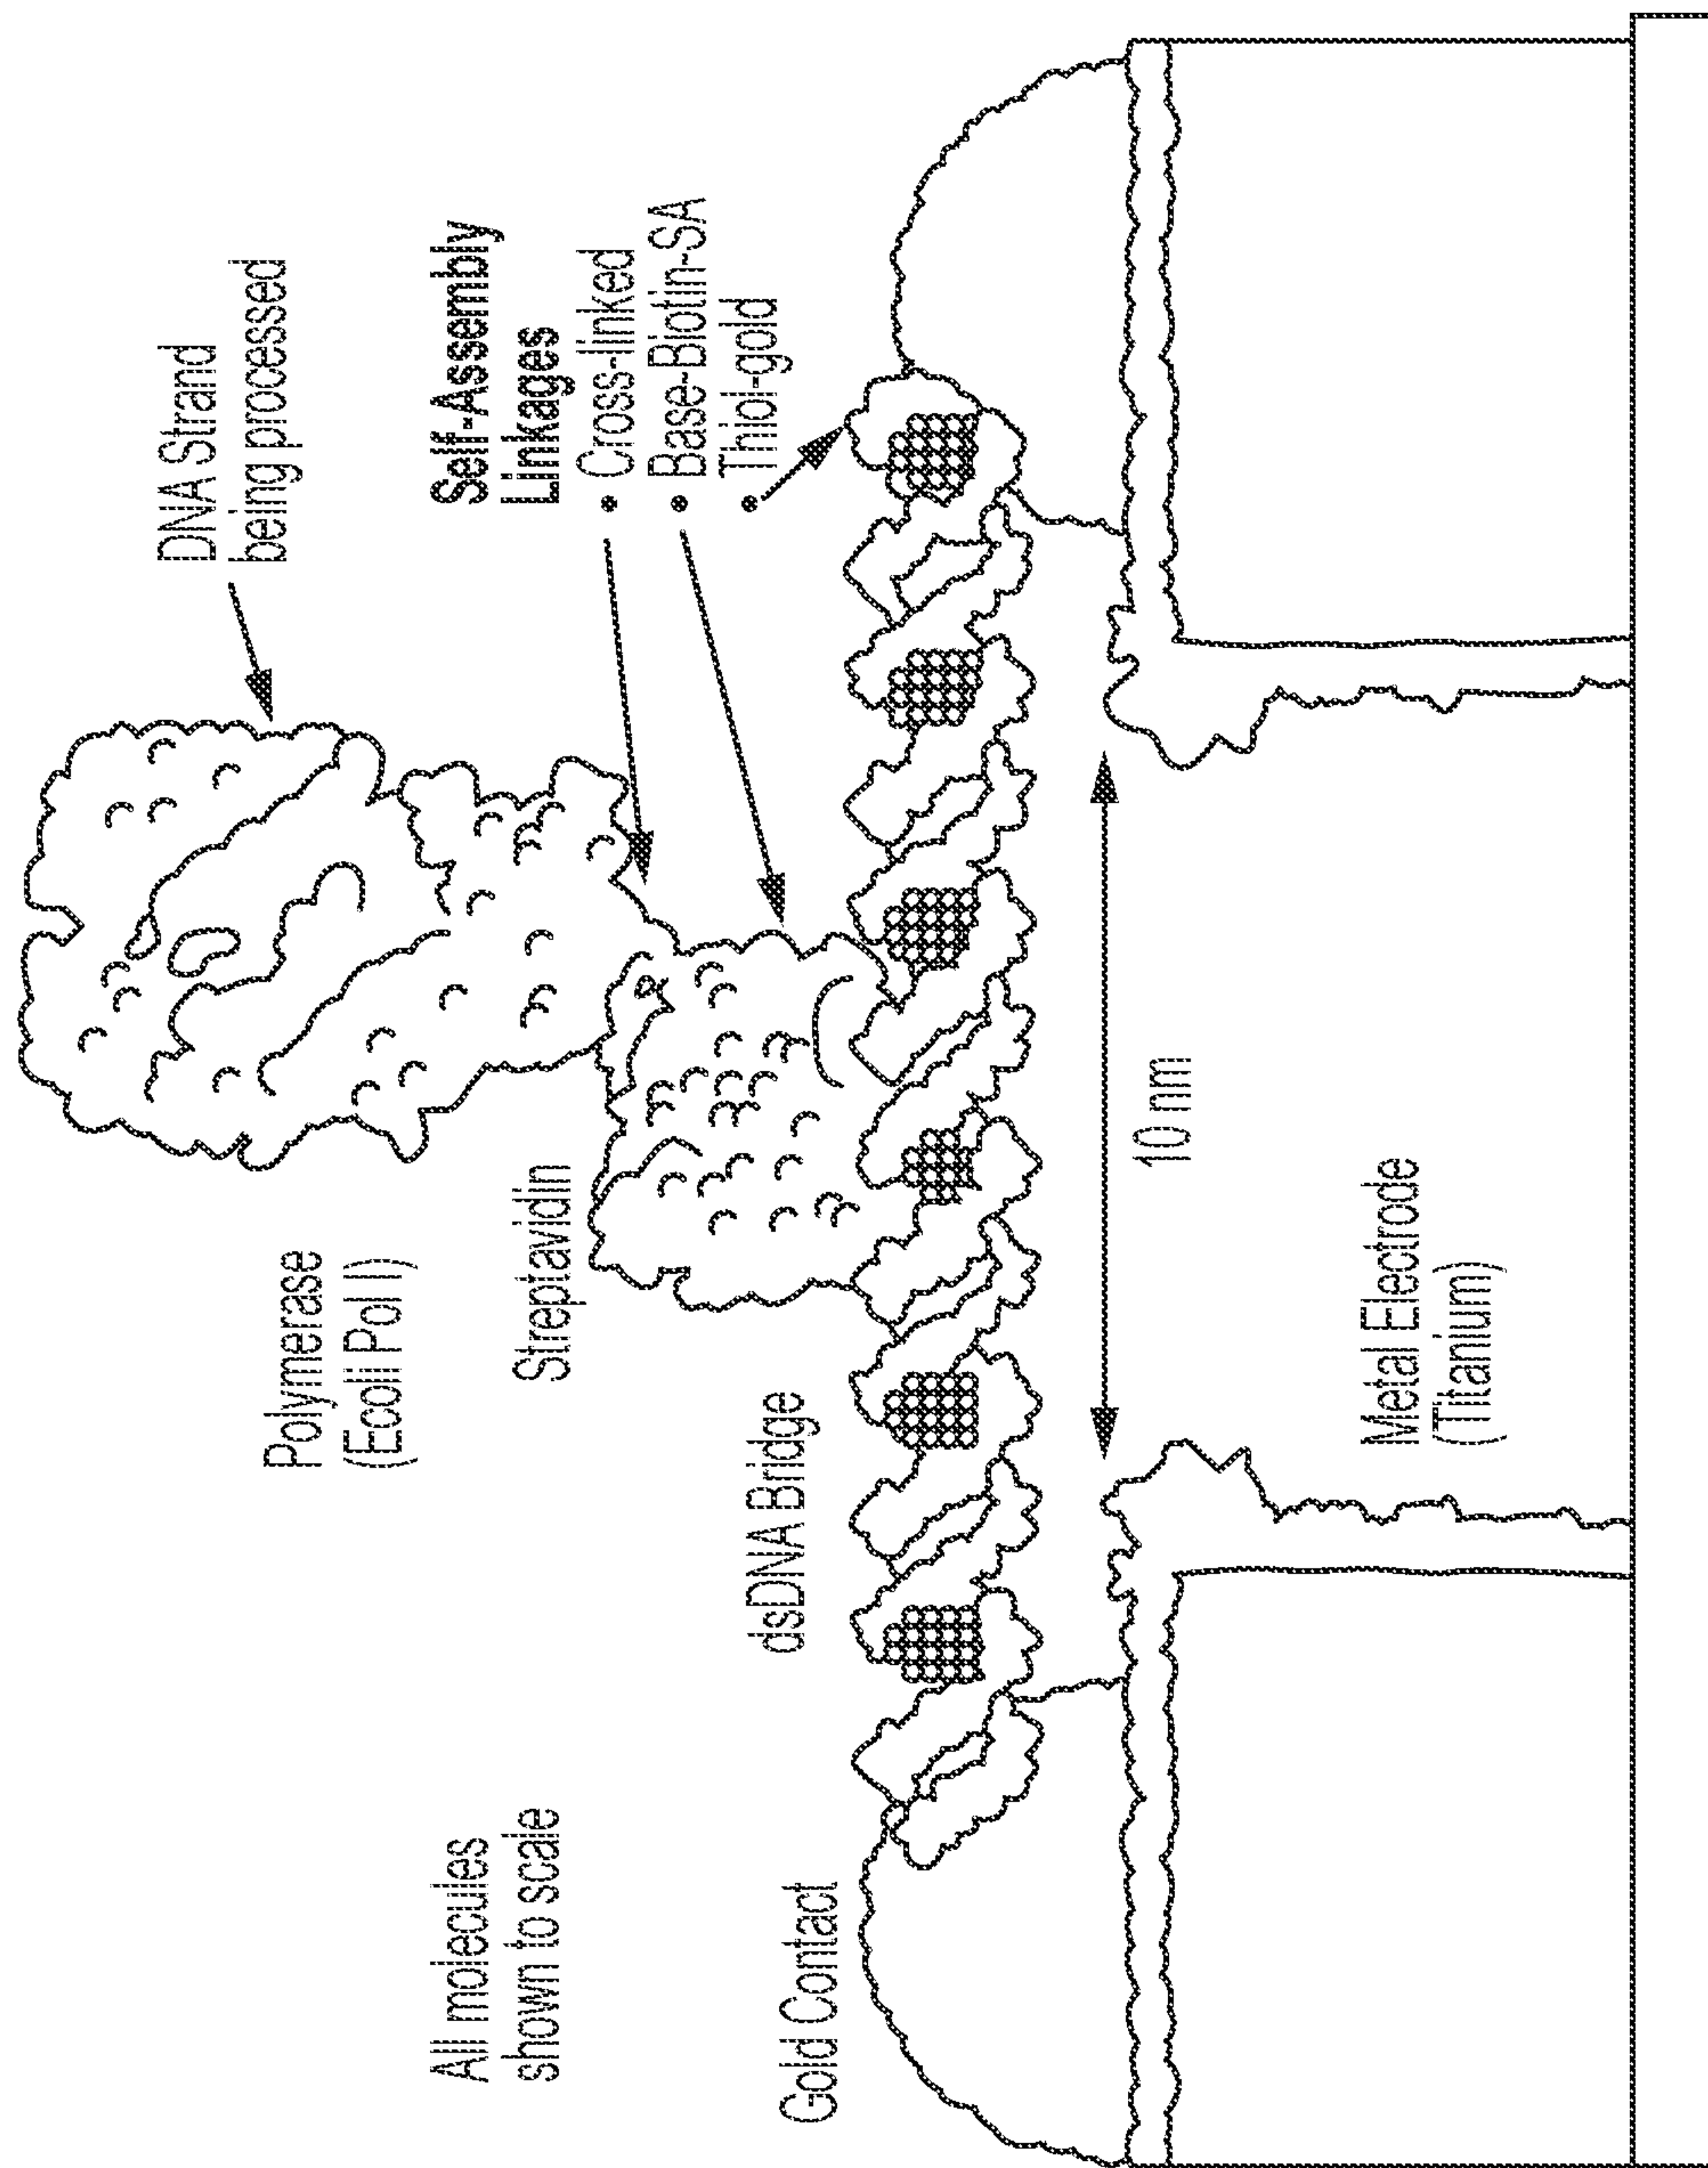 DNA Strand
being processed
Polymerase
(Ecoli Pol I)
All molecules
shown to scale
Self-Assembly
Linkages
• Cross-linked
• Base-Biotin-SA
• Thiol-gold
Streptavidin
dsDNA Bridge
Gold Contact
10 nm
Metal Electrode
(Titanium)